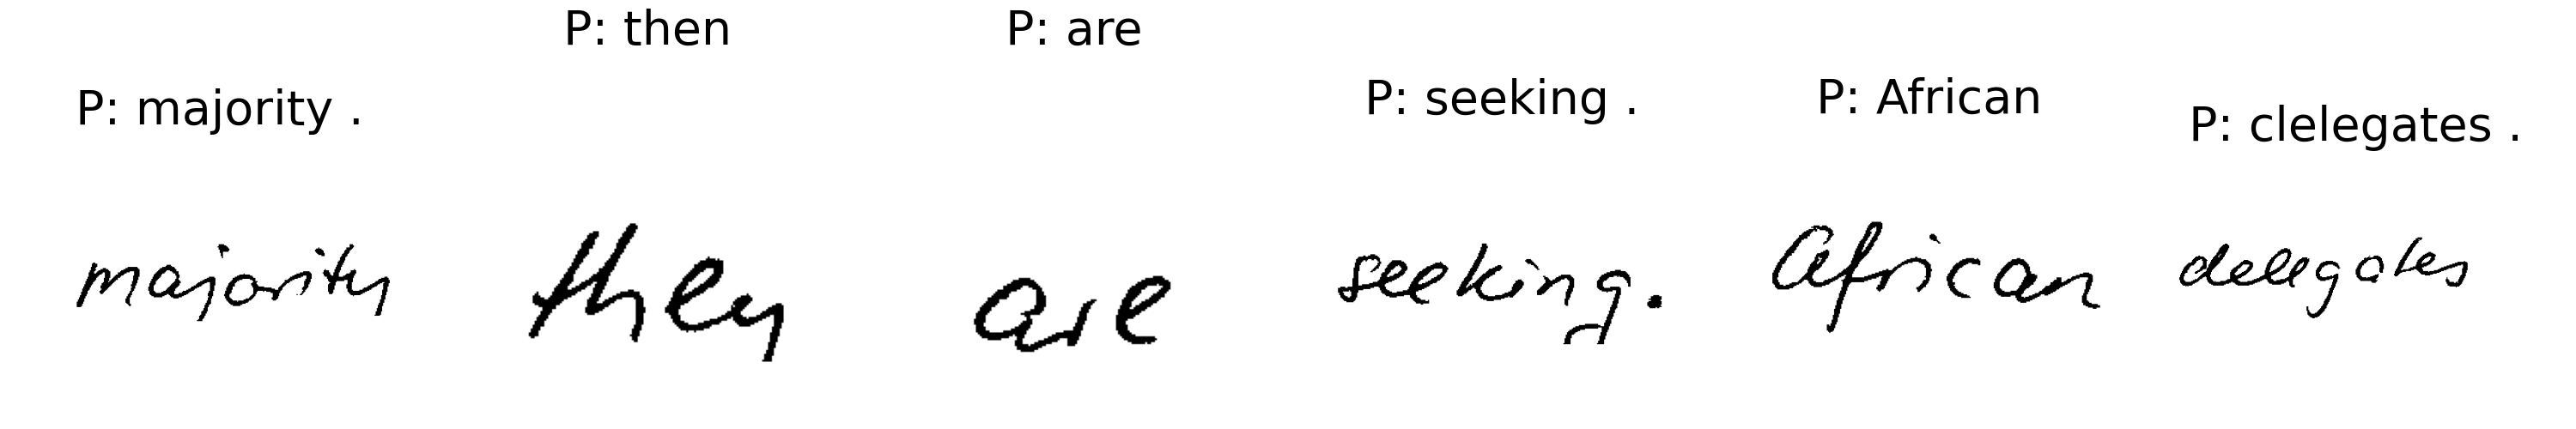 P: majority . P: then P: are P: seeking . P: African P: clelegates .
majority they are seeking. African delegates